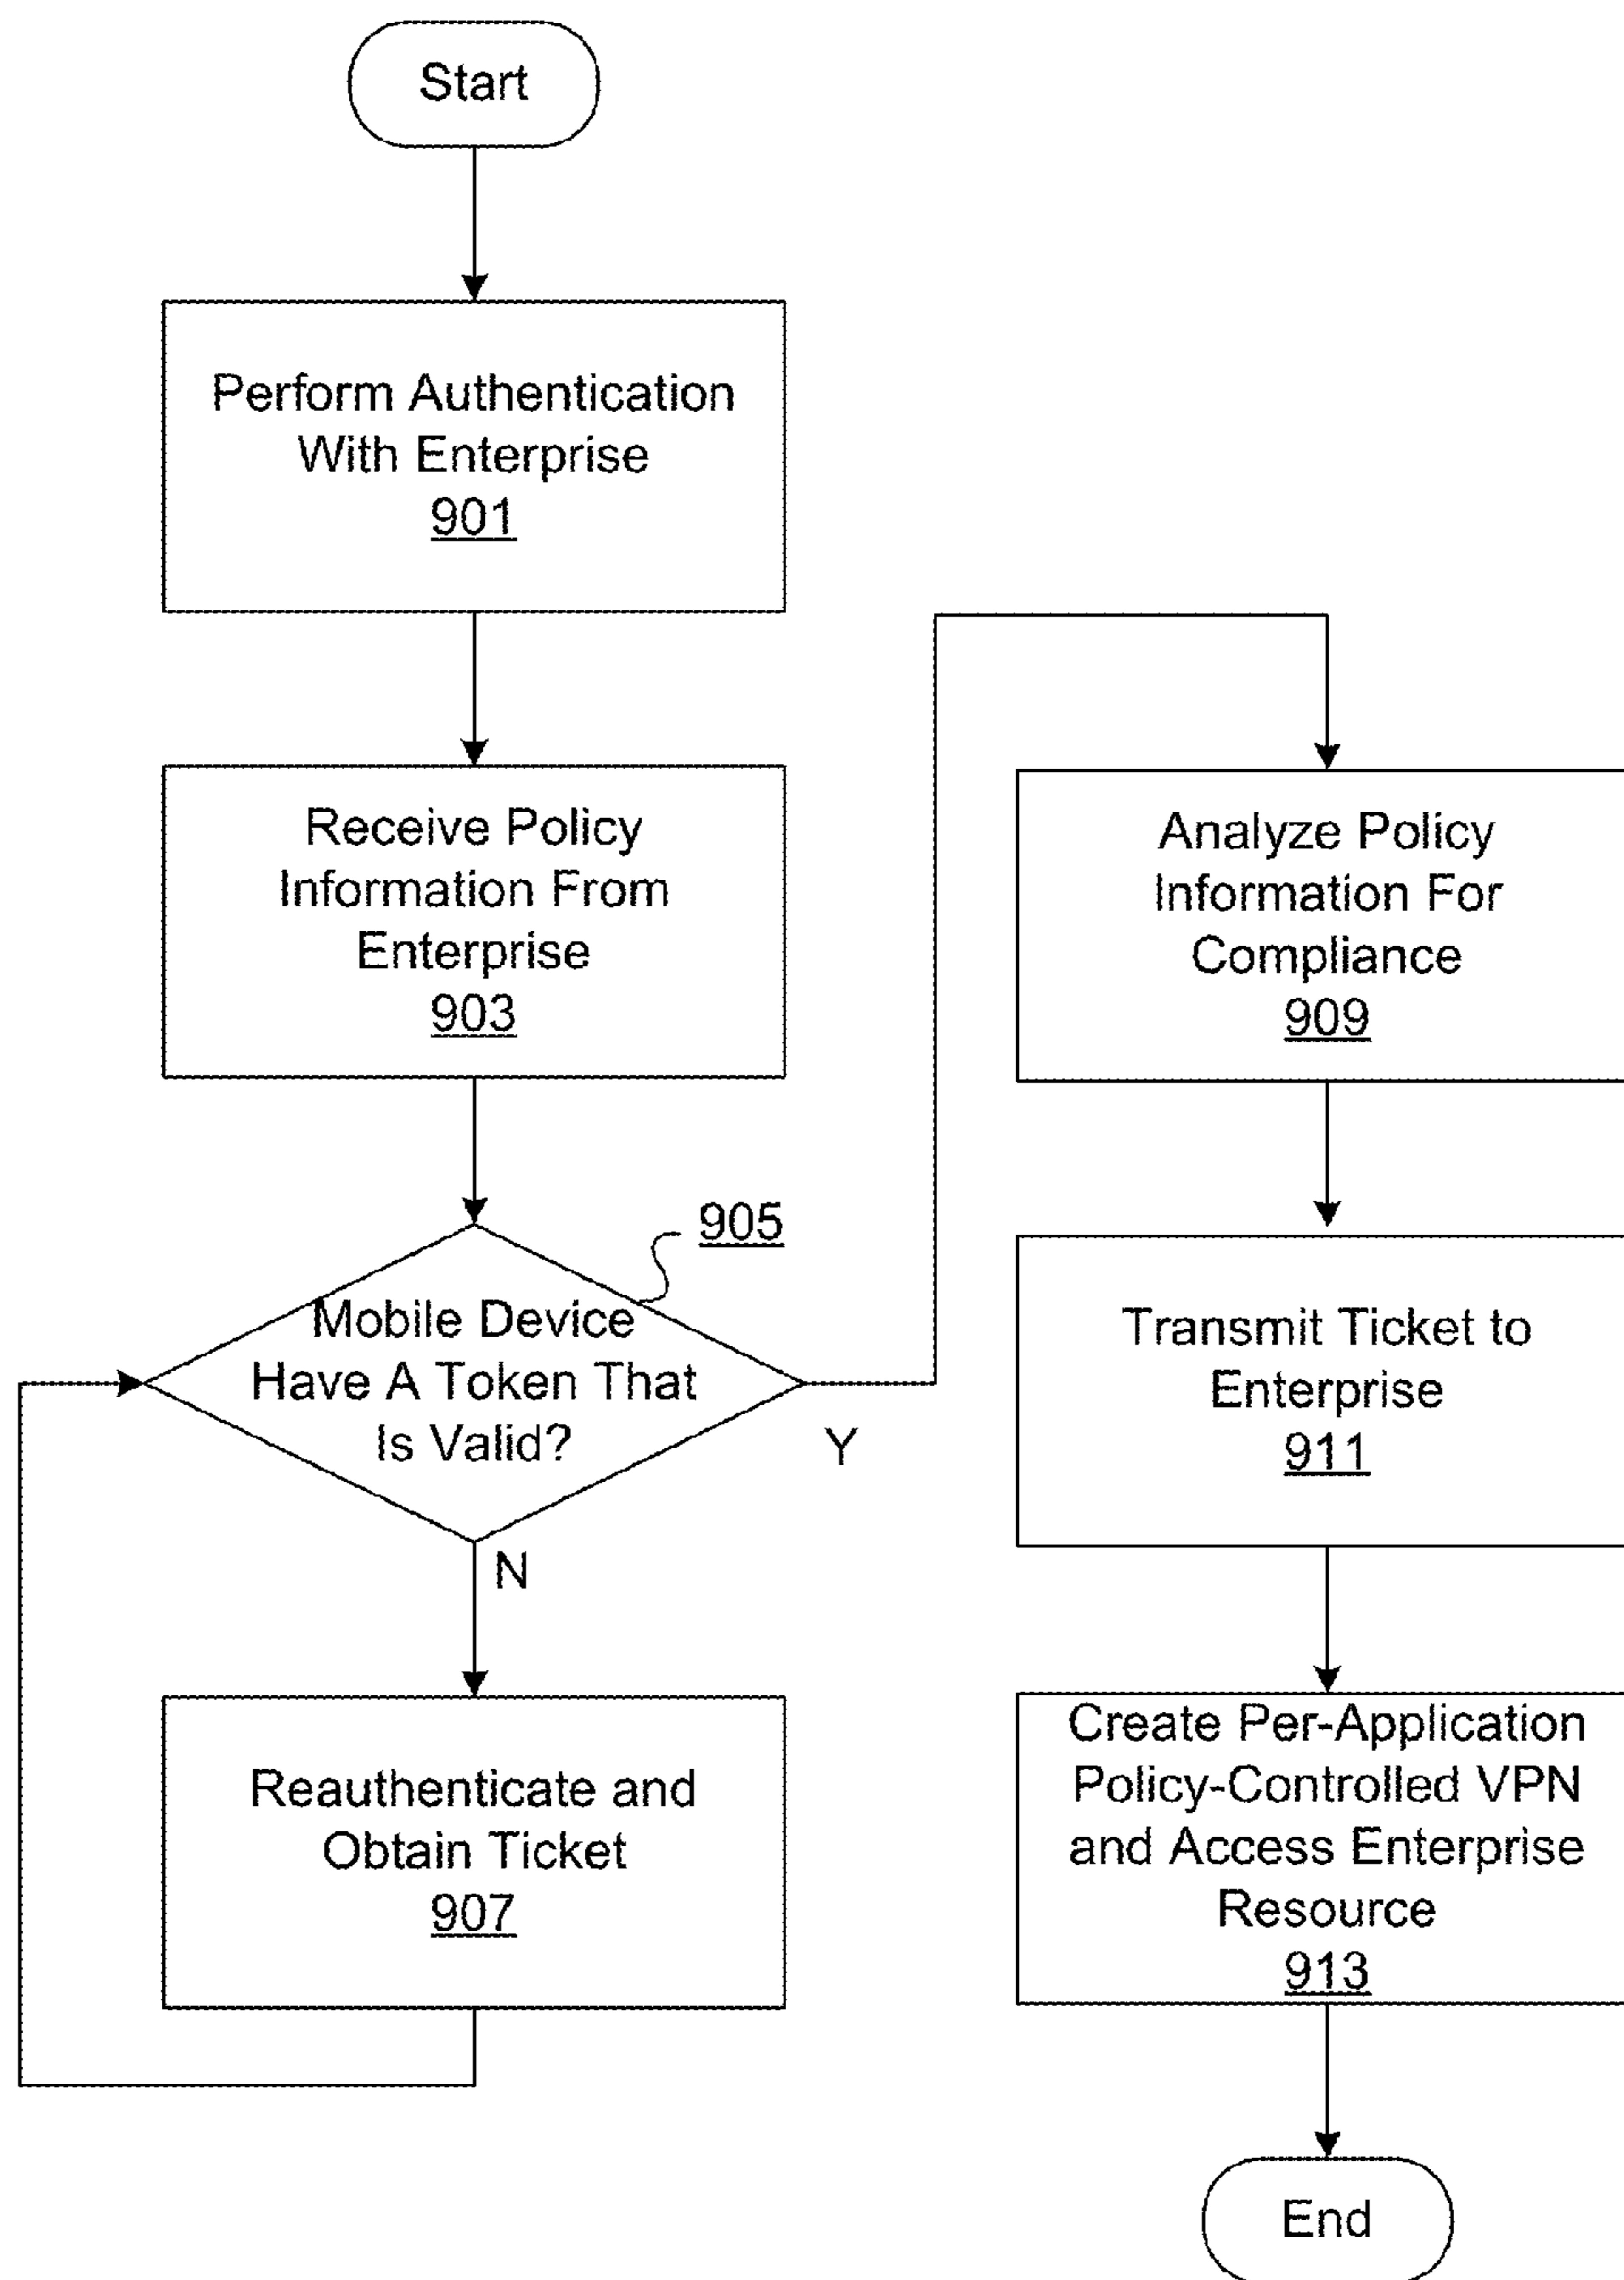 Start
Perform Authentication
With Enterprise
901
Receive Policy
Information From
Enterprise
903
905
Mobile Device
Have A Token That
Is Valid?
Y
N
Reauthenticate and
Obtain Ticket
907
Analyze Policy
Information For
Compliance
909
Transmit Ticket to
Enterprise
911
Create Per-Application
Policy-Controlled VPN
and Access Enterprise
Resource
913
End